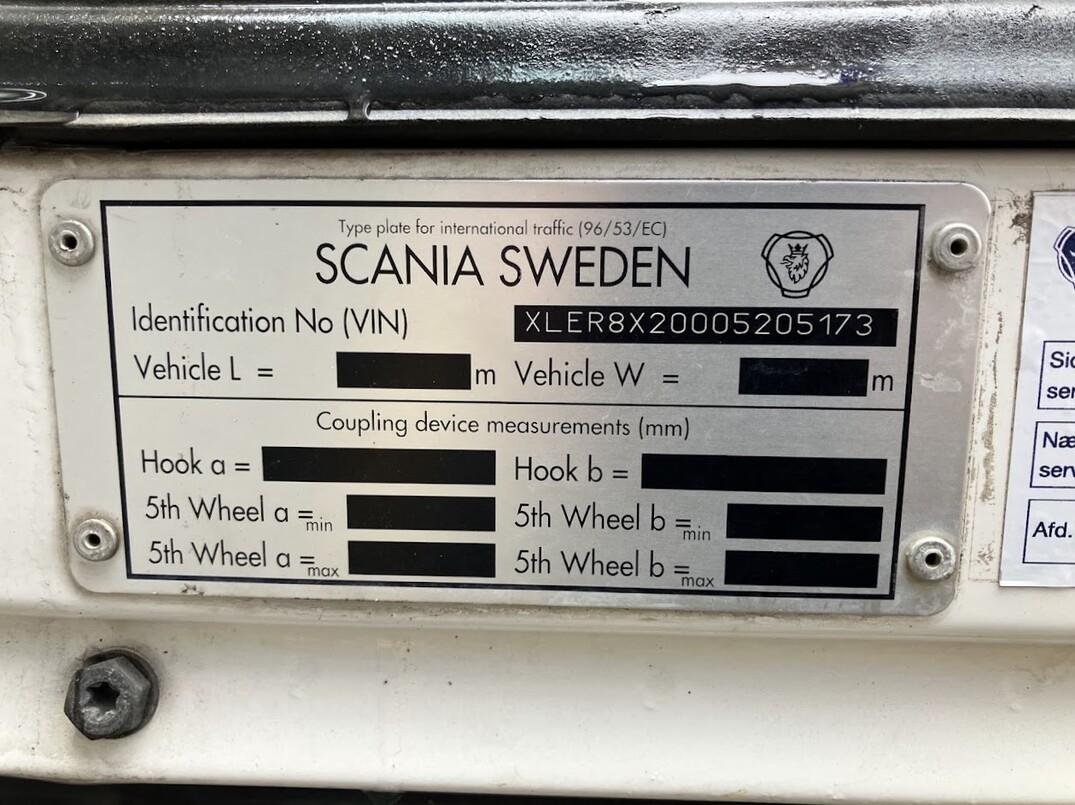 Type plate for international traffic (96/53/EC)
SCANIA SWEDEN
Identification No (VIN) XLER8X20005205173
Vehicle L = m Vehicle W = m
Coupling device measurements (mm)
Hook a = Hook b =
5th Wheel a = min 5th Wheel b = min
5th Wheel a = max 5th Wheel b = max
Afd.